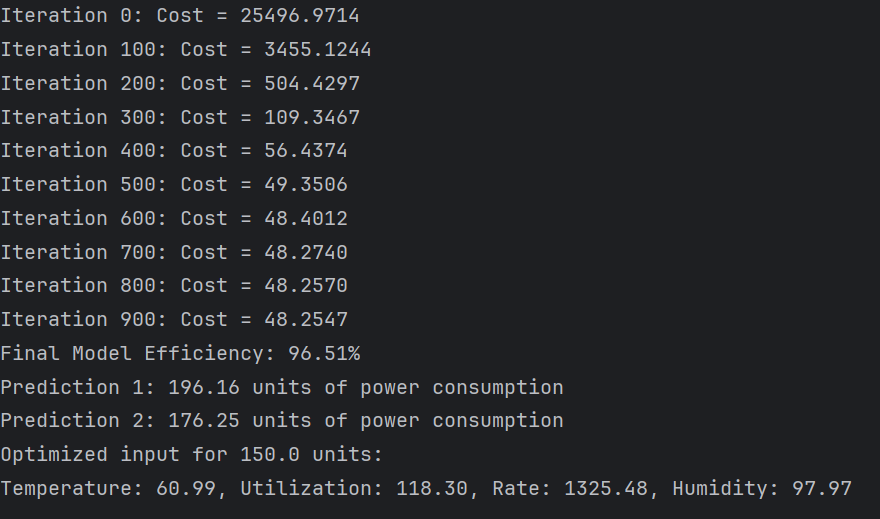 Iteration 0: Cost = 25496.9714
Iteration 100: Cost = 3455.1244
Iteration 200: Cost = 504.4297
Iteration 300: Cost = 109.3467
Iteration 400: Cost = 56.4374
Iteration 500: Cost = 49.3506
Iteration 600: Cost = 48.4012
Iteration 700: Cost = 48.2740
Iteration 800: Cost = 48.2570
Iteration 900: Cost = 48.2547
Final Model Efficiency: 96.51%
Prediction 1: 196.16 units of power consumption
Prediction 2: 176.25 units of power consumption
Optimized input for 150.0 units:
Temperature: 60.99, Utilization: 118.30, Rate: 1325.48, Humidity: 97.97